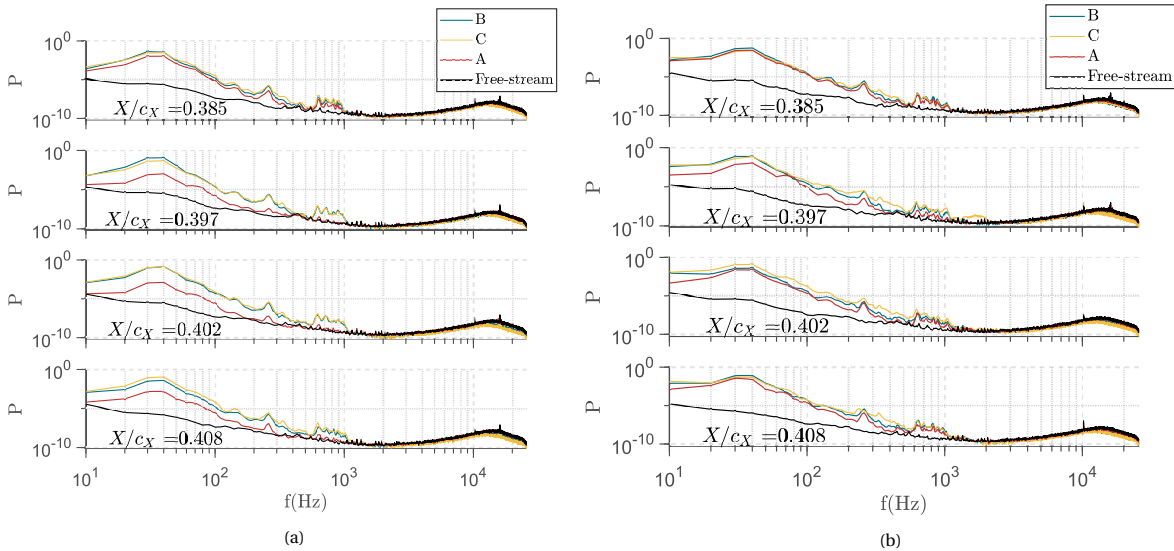 B
C
A
Free-stream
10^0
P
10^-10
X/c_X =0.385
10^0
P
10^-10
X/c_X =0.397
10^0
P
10^-10
X/c_X =0.402
10^0
P
10^-10
X/c_X =0.408
10^1 10^2 10^3 10^4
f(Hz)
(a)
B
C
A
Free-stream
10^0
P
10^-10
X/c_X =0.385
10^0
P
10^-10
X/c_X =0.397
10^0
P
10^-10
X/c_X =0.402
10^0
P
10^-10
X/c_X =0.408
10^1 10^2 10^3 10^4
f(Hz)
(b)